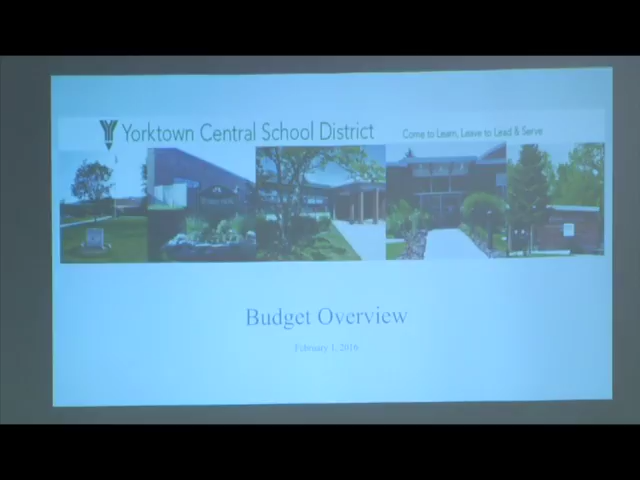 Yorktown Central School District
Come to Learn, Leave to Lead & Serve
Budget Overview
February 1, 2016